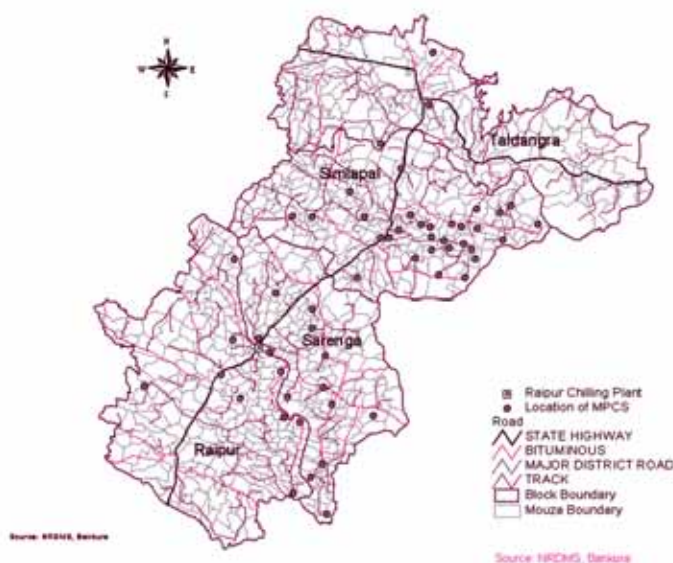 N
W E
S
Taldangra
Simlapal
Sarenga
Raipur
Raipur Chilling Plant
Location of MPCS
Road
STATE HIGHWAY
BITUMINOUS
MAJOR DISTRICT ROAD
TRACK
Block Boundary
Mouza Boundary
Source: NRDMS, Bankura
Source: NRDMS, Bankura